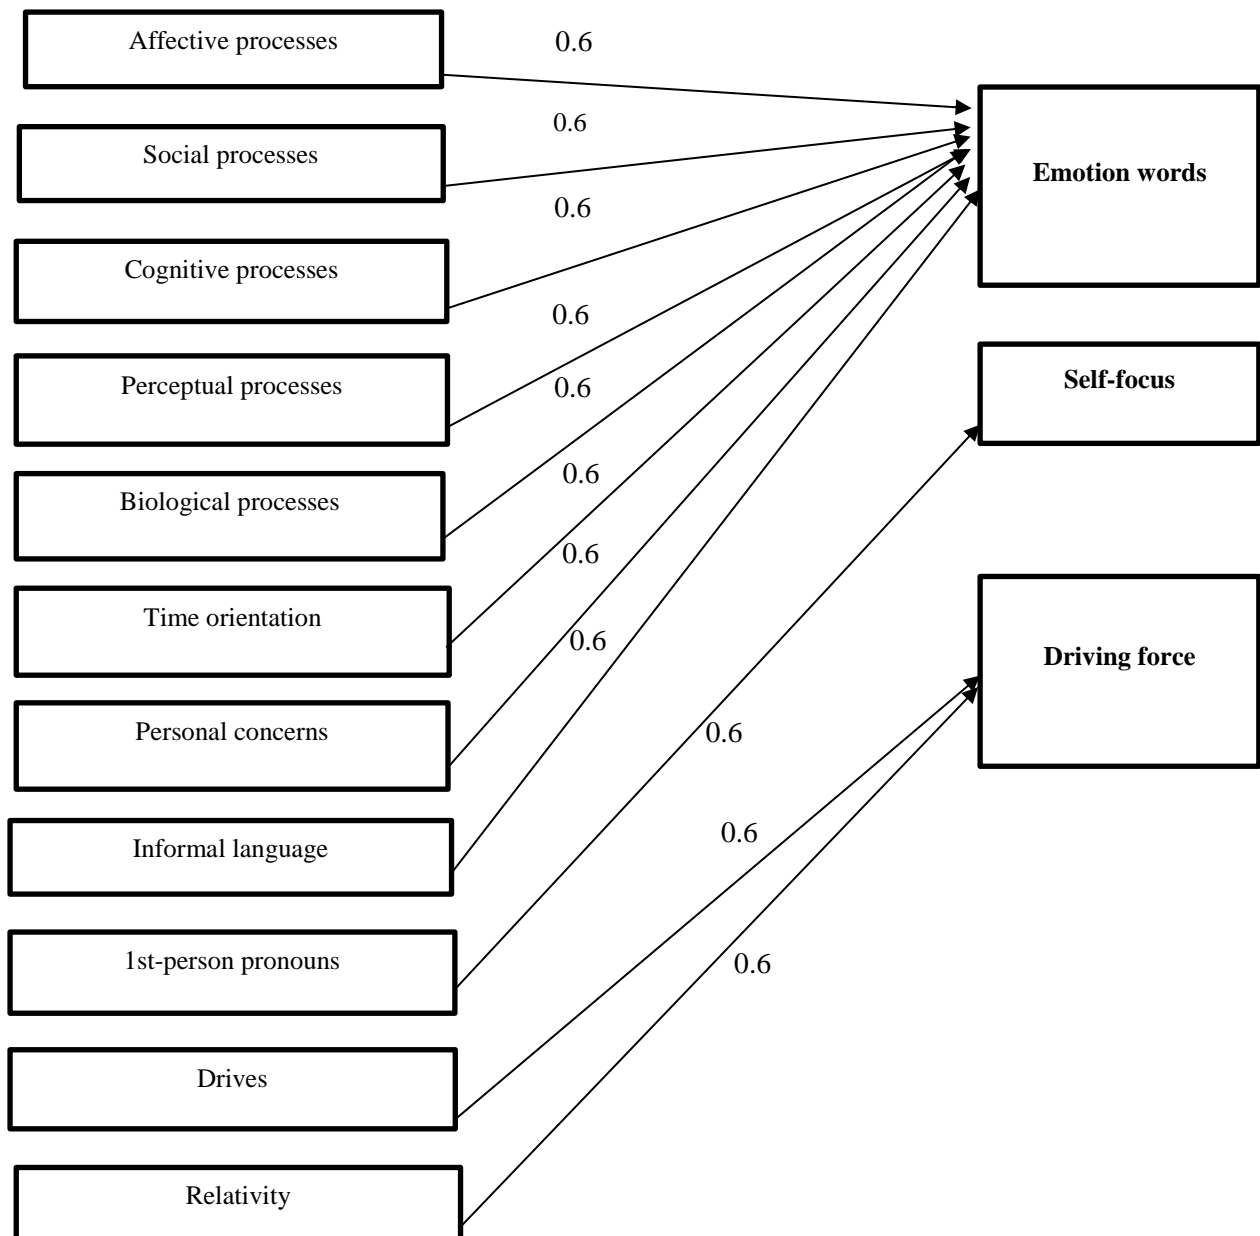 Affective processes
0.6
Social processes
0.6
Emotion words
Cognitive processes
0.6
Perceptual processes
0.6
Self-focus
Biological processes
0.6
Time orientation
0.6
Driving force
Personal concerns
0.6
Informal language
0.6
1st-person pronouns
0.6
Drives
0.6
Relativity
0.6